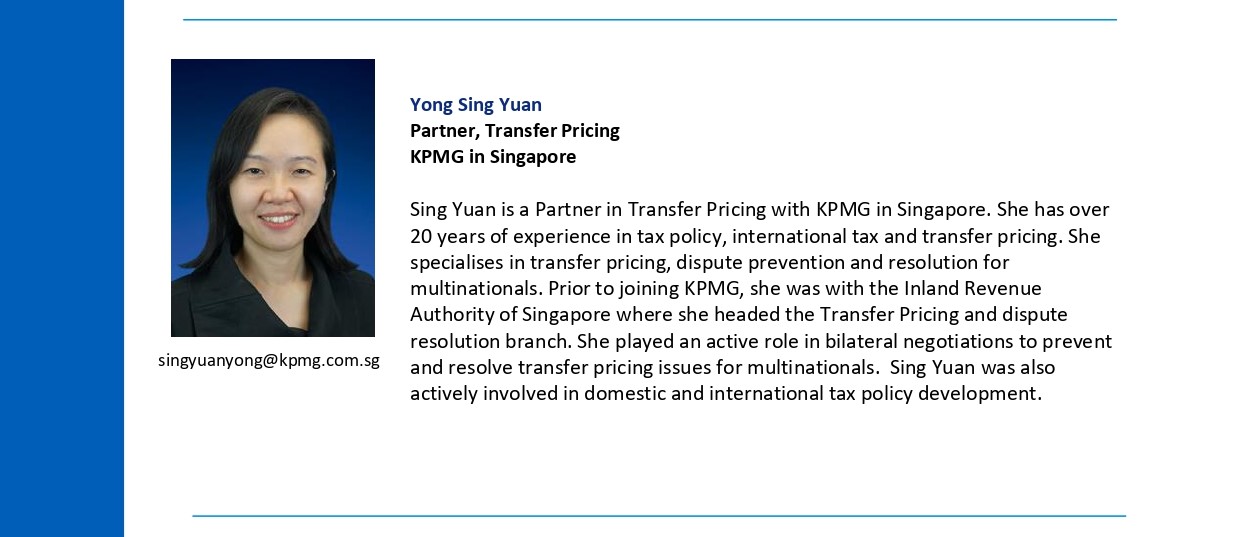 Yong Sing Yuan
Partner, Transfer Pricing
KPMG in Singapore
Sing Yuan is a Partner in Transfer Pricing with KPMG in Singapore. She has over
20 years of experience in tax policy, international tax and transfer pricing. She
specialises in transfer pricing, dispute prevention and resolution for
multinationals. Prior to joining KPMG, she was with the Inland Revenue
Authority of Singapore where she headed the Transfer Pricing and dispute
resolution branch. She played an active role in bilateral negotiations to prevent
and resolve transfer pricing issues for multinationals.  Sing Yuan was also
actively involved in domestic and international tax policy development.
singyuanyong@kpmg.com.sg